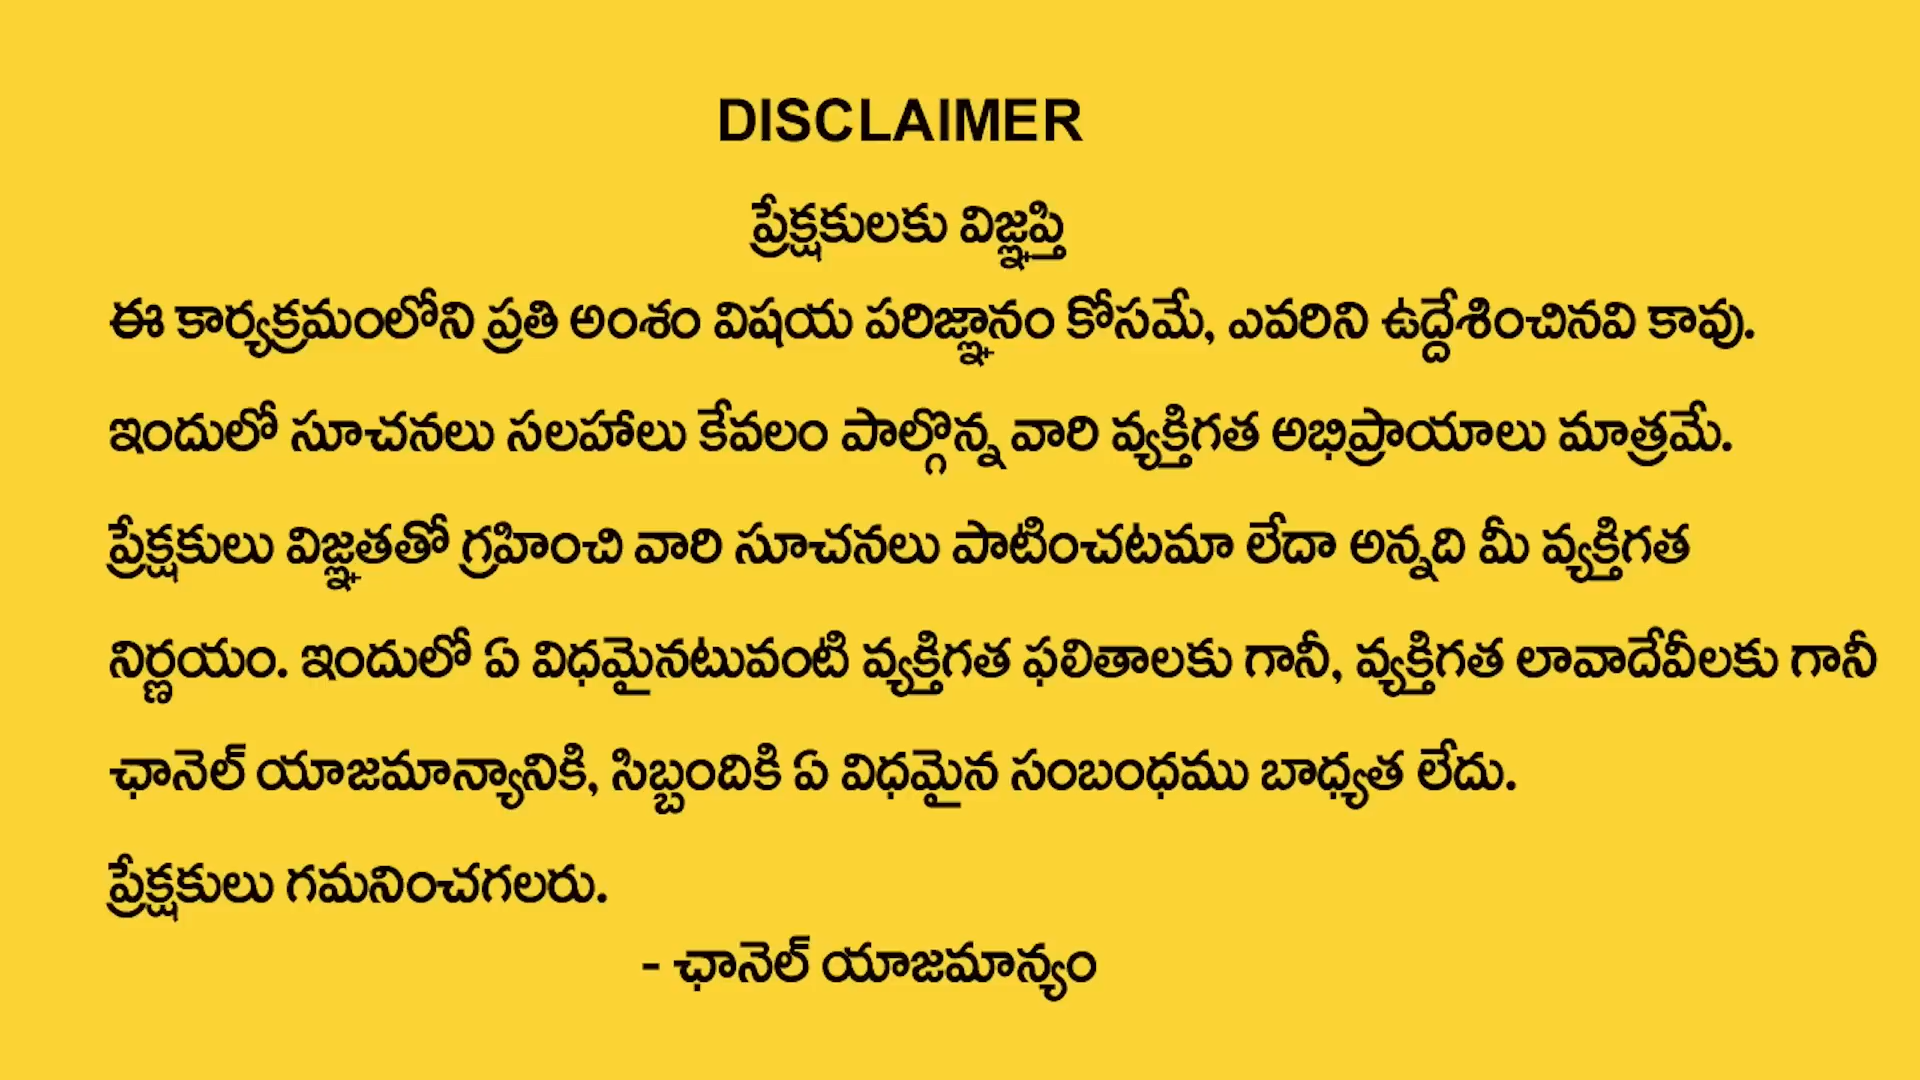 DISCLAIMER
ప్రేక్షకులకు విజ్ఞప్తి
ఈ కార్యక్రమంలోని ప్రతి అంశం విషయ పరిజ్ఞానం కోసమే, ఎవరిని ఉద్దేశించినవి కావు.
ఇందులో సూచనలు సలహాలు కేవలం పాల్గొన్న వారి వ్యక్తిగత అభిప్రాయాలు మాత్రమే.
ప్రేక్షకులు విజ్ఞతతో గ్రహించి వారి సూచనలు పాటించటమా లేదా అన్నది మీ వ్యక్తిగత
నిర్ణయం. ఇందులో ఏ విధమైనటువంటి వ్యక్తిగత ఫలితాలకు గానీ, వ్యక్తిగత లావాదేవీలకు గానీ
ఛానెల్ యాజమాన్యానికి, సిబ్బందికి ఏ విధమైన సంబంధము బాధ్యత లేదు.
ప్రేక్షకులు గమనించగలరు.
- ఛానెల్ యాజమాన్యం